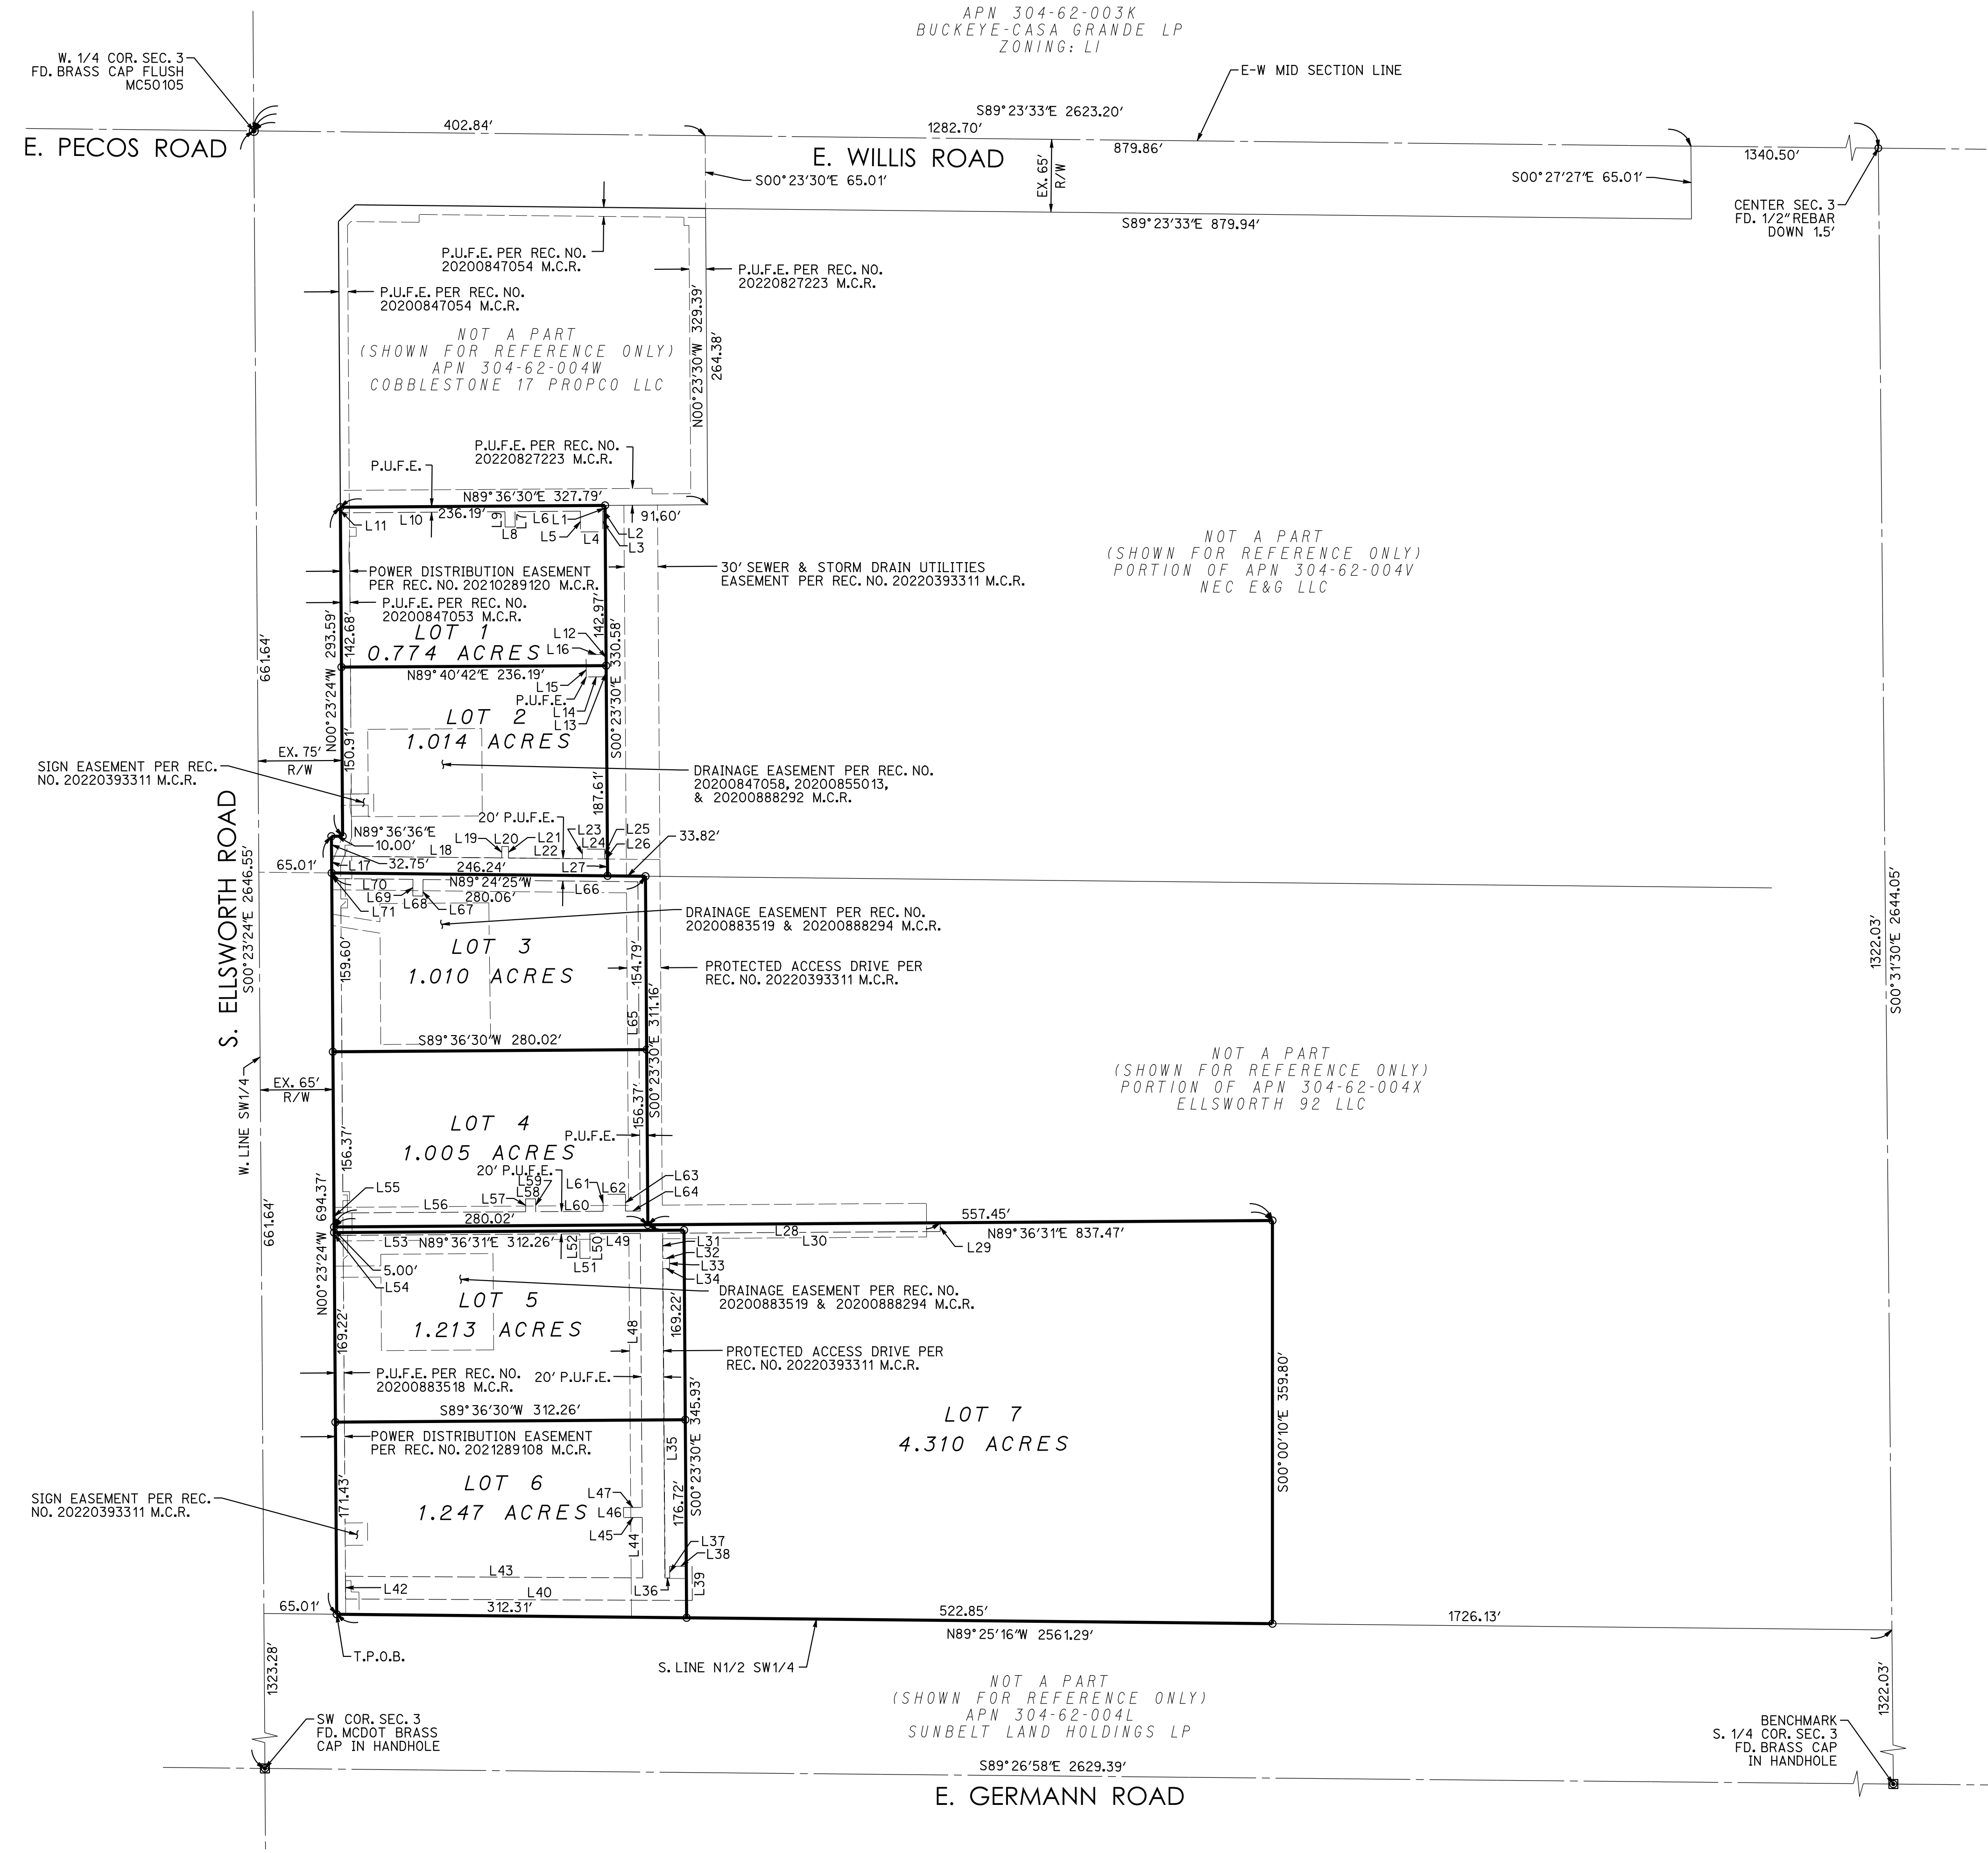 APN 304-62-003K
BUCKEYE-CASA GRANDE LP
ZONING: LI
W. 1/4 COR. SEC. 3
FD. BRASS CAP FLUSH
MC50105
E-W MID SECTION LINE
S89°23'33"E 2623.20'
402.84'
1282.70'
E. PECOS ROAD
E. WILLIS ROAD
879.86'
1340.50'
S00°23'30"E 65.01'
EX. 65'
R/W
S00°27'27"E 65.01'
CENTER SEC. 3
FD. 1/2" REBAR
DOWN 1.5'
S89°23'33"E 879.94'
P.U.F.E. PER REC. NO.
20200847054 M.C.R.
P.U.F.E. PER REC. NO.
20220827223 M.C.R.
P.U.F.E. PER REC. NO.
20200847054 M.C.R.
N00°23'30"W 329.39'
264.38'
NOT A PART
(SHOWN FOR REFERENCE ONLY)
APN 304-62-004W
COBBLESTONE 17 PROPCO LLC
P.U.F.E. PER REC. NO.
20220827223 M.C.R.
P.U.F.E.
N89°36'30"E 327.79'
236.19'
91.60'
L11
L10
L9
L8
L7
L6
L1
L5
L4
L2
L3
NOT A PART
(SHOWN FOR REFERENCE ONLY)
PORTION OF APN 304-62-004V
NEC E&G LLC
POWER DISTRIBUTION EASEMENT
PER REC. NO. 20210289120 M.C.R.
30' SEWER & STORM DRAIN UTILITIES
EASEMENT PER REC. NO. 20220393311 M.C.R.
P.U.F.E. PER REC. NO.
20200847053 M.C.R.
661.64'
N00°23'24"W 293.59'
142.68'
142.97'
S00°23'30"E 330.58'
LOT 1
0.774 ACRES
L12
L16
N89°40'42"E 236.19'
L15
P.U.F.E.
L14
L13
LOT 2
1.014 ACRES
EX. 75'
R/W
150.91'
187.61'
SIGN EASEMENT PER REC.
NO. 20220393311 M.C.R.
DRAINAGE EASEMENT PER REC. NO.
20200847058, 20200855013,
& 20200888292 M.C.R.
20' P.U.F.E.
N89°36'36"E
10.00'
L19
L20
L21
L23
L24
L25
L26
33.82'
L18
L22
32.75'
65.01'
L17
246.24'
L27
L70
N89°24'25"W
L66
280.06'
L69
L68
L67
L71
S. ELLSWORTH ROAD
S00°23'24"E 2646.55'
DRAINAGE EASEMENT PER REC. NO.
20200883519 & 20200888294 M.C.R.
LOT 3
1.010 ACRES
159.60'
154.79'
PROTECTED ACCESS DRIVE PER
REC. NO. 20220393311 M.C.R.
L65
S00°23'30"E 311.16'
S89°36'30"W 280.02'
1322.03'
S00°31'30"E 2644.05'
W. LINE SW1/4
EX. 65'
R/W
NOT A PART
(SHOWN FOR REFERENCE ONLY)
PORTION OF APN 304-62-004X
ELLSWORTH 92 LLC
LOT 4
1.005 ACRES
156.37'
156.37'
P.U.F.E.
20' P.U.F.E.
L55
L56
L57
L58
L59
L60
L61
L62
L63
L64
661.64'
N00°23'24"W 694.37'
280.02'
557.45'
L28
N89°36'31"E 837.47'
L53
N89°36'31"E 312.26'
L52
L50
L49
L51
L31
L32
L33
L34
L30
L29
5.00'
L54
DRAINAGE EASEMENT PER REC. NO.
20200883519 & 20200888294 M.C.R.
LOT 5
1.213 ACRES
169.22'
L48
169.22'
PROTECTED ACCESS DRIVE PER
REC. NO. 20220393311 M.C.R.
P.U.F.E. PER REC. NO.
20200883518 M.C.R.
20' P.U.F.E.
S89°36'30"W 312.26'
S00°00'10"E 359.80'
LOT 7
4.310 ACRES
POWER DISTRIBUTION EASEMENT
PER REC. NO. 2021289108 M.C.R.
L35
S00°23'30"E 345.93'
LOT 6
1.247 ACRES
171.43'
176.72'
L47
L46
L45
L44
SIGN EASEMENT PER REC.
NO. 20220393311 M.C.R.
L37
L38
L43
L42
L40
L36
L39
65.01'
312.31'
522.85'
1726.13'
N89°25'16"W 2561.29'
T.P.O.B.
S. LINE N1/2 SW1/4
1323.28'
1322.03'
NOT A PART
(SHOWN FOR REFERENCE ONLY)
APN 304-62-004L
SUNBELT LAND HOLDINGS LP
SW COR. SEC. 3
FD. MCDOT BRASS
CAP IN HANDHOLE
BENCHMARK
S. 1/4 COR. SEC. 3
FD. BRASS CAP
IN HANDHOLE
S89°26'58"E 2629.39'
E. GERMANN ROAD